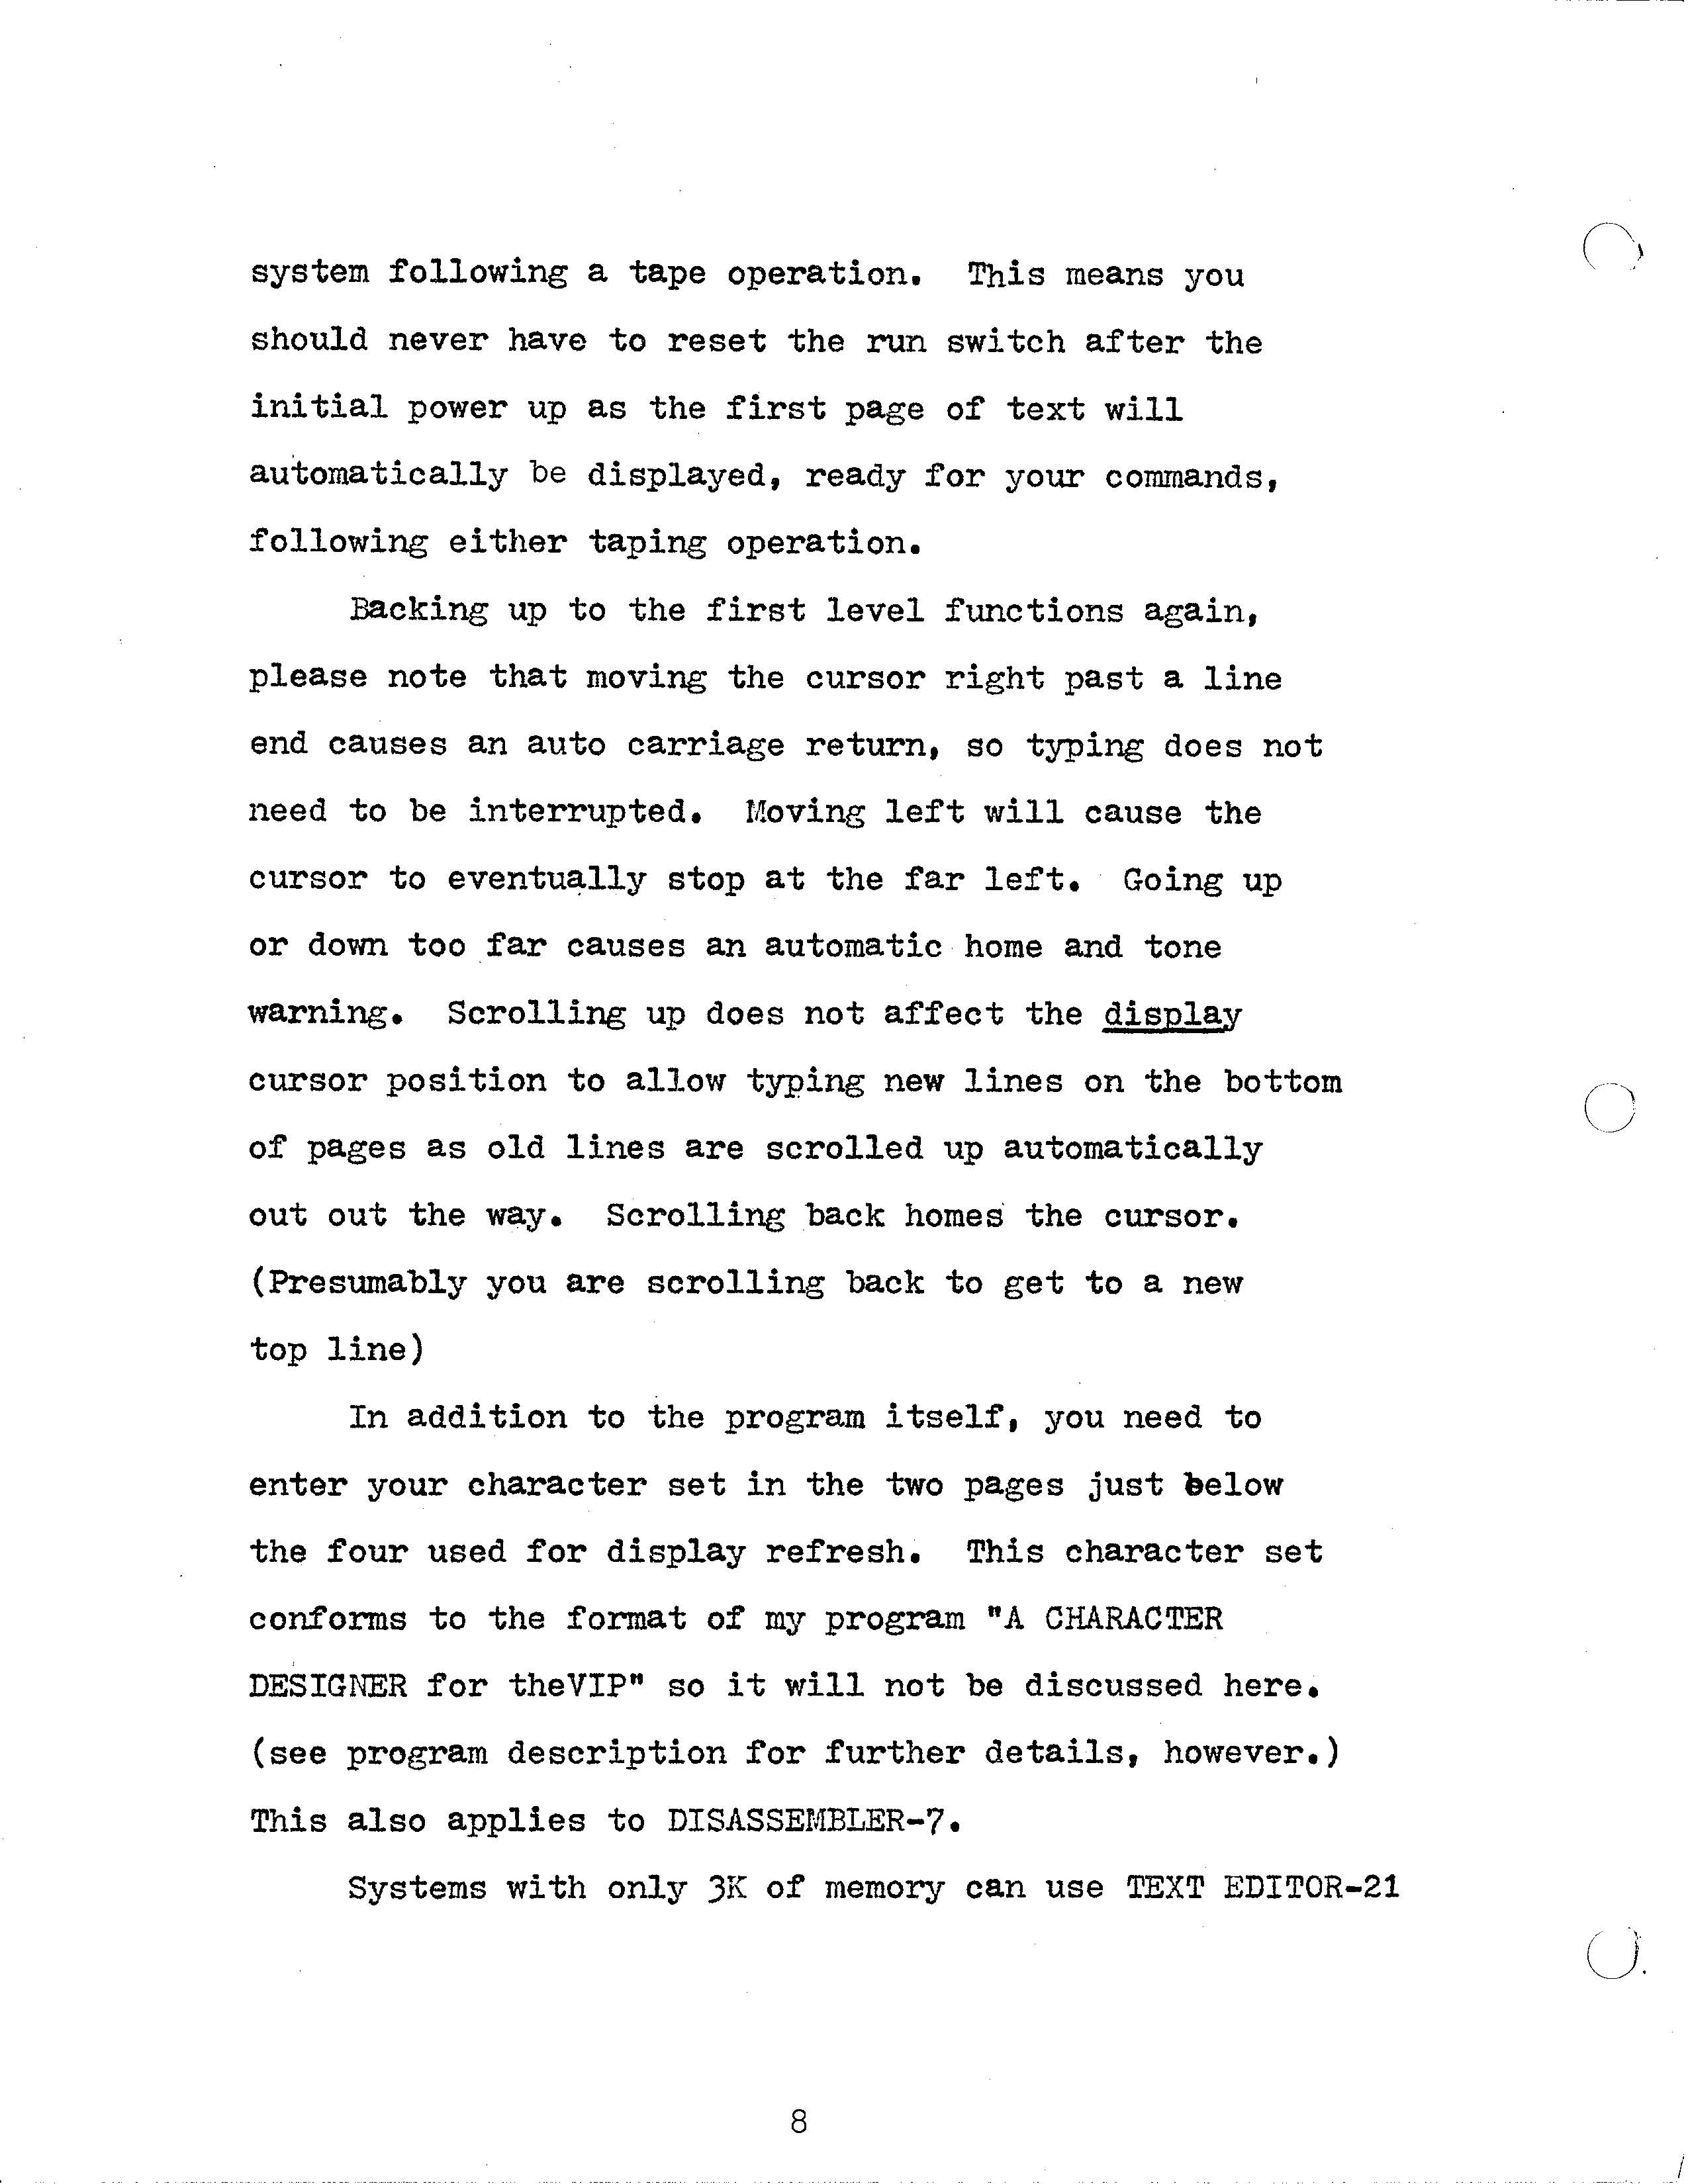 system following a tape operation.  This means you
should never have to reset the run switch after the
initial power up as the first page of text will
automatically be displayed, ready for your commands,
following either taping operation.
Backing up to the first level functions again,
please note that moving the cursor right past a line
end causes an auto carriage return, so typing does not
need to be interrupted.  Moving left will cause the
cursor to eventually stop at the far left.  Going up
or down too far causes an automatic home and tone
warning.  Scrolling up does not affect the display
cursor position to allow typing new lines on the bottom
of pages as old lines are scrolled up automatically
out out the way.  Scrolling back homes the cursor.
(Presumably you are scrolling back to get to a new
top line)
In addition to the program itself, you need to
enter your character set in the two pages just below
the four used for display refresh.  This character set
conforms to the format of my program "A CHARACTER
DESIGNER for theVIP" so it will not be discussed here.
(see program description for further details, however.)
This also applies to DISASSEMBLER-7.
Systems with only 3K of memory can use TEXT EDITOR-21
8